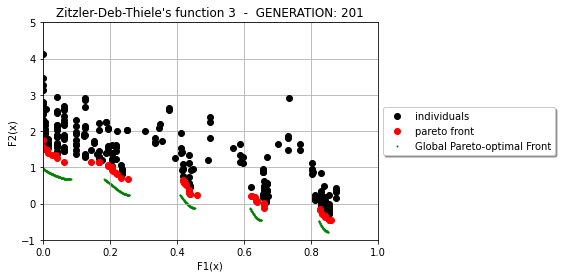 Zitzler-Deb-Thiele's function 3 - GENERATION: 201
5
4
3
2
1
0
−1
F2(x)
0.0 0.2 0.4 0.6 0.8 1.0
F1(x)
individuals
pareto front
Global Pareto-optimal Front